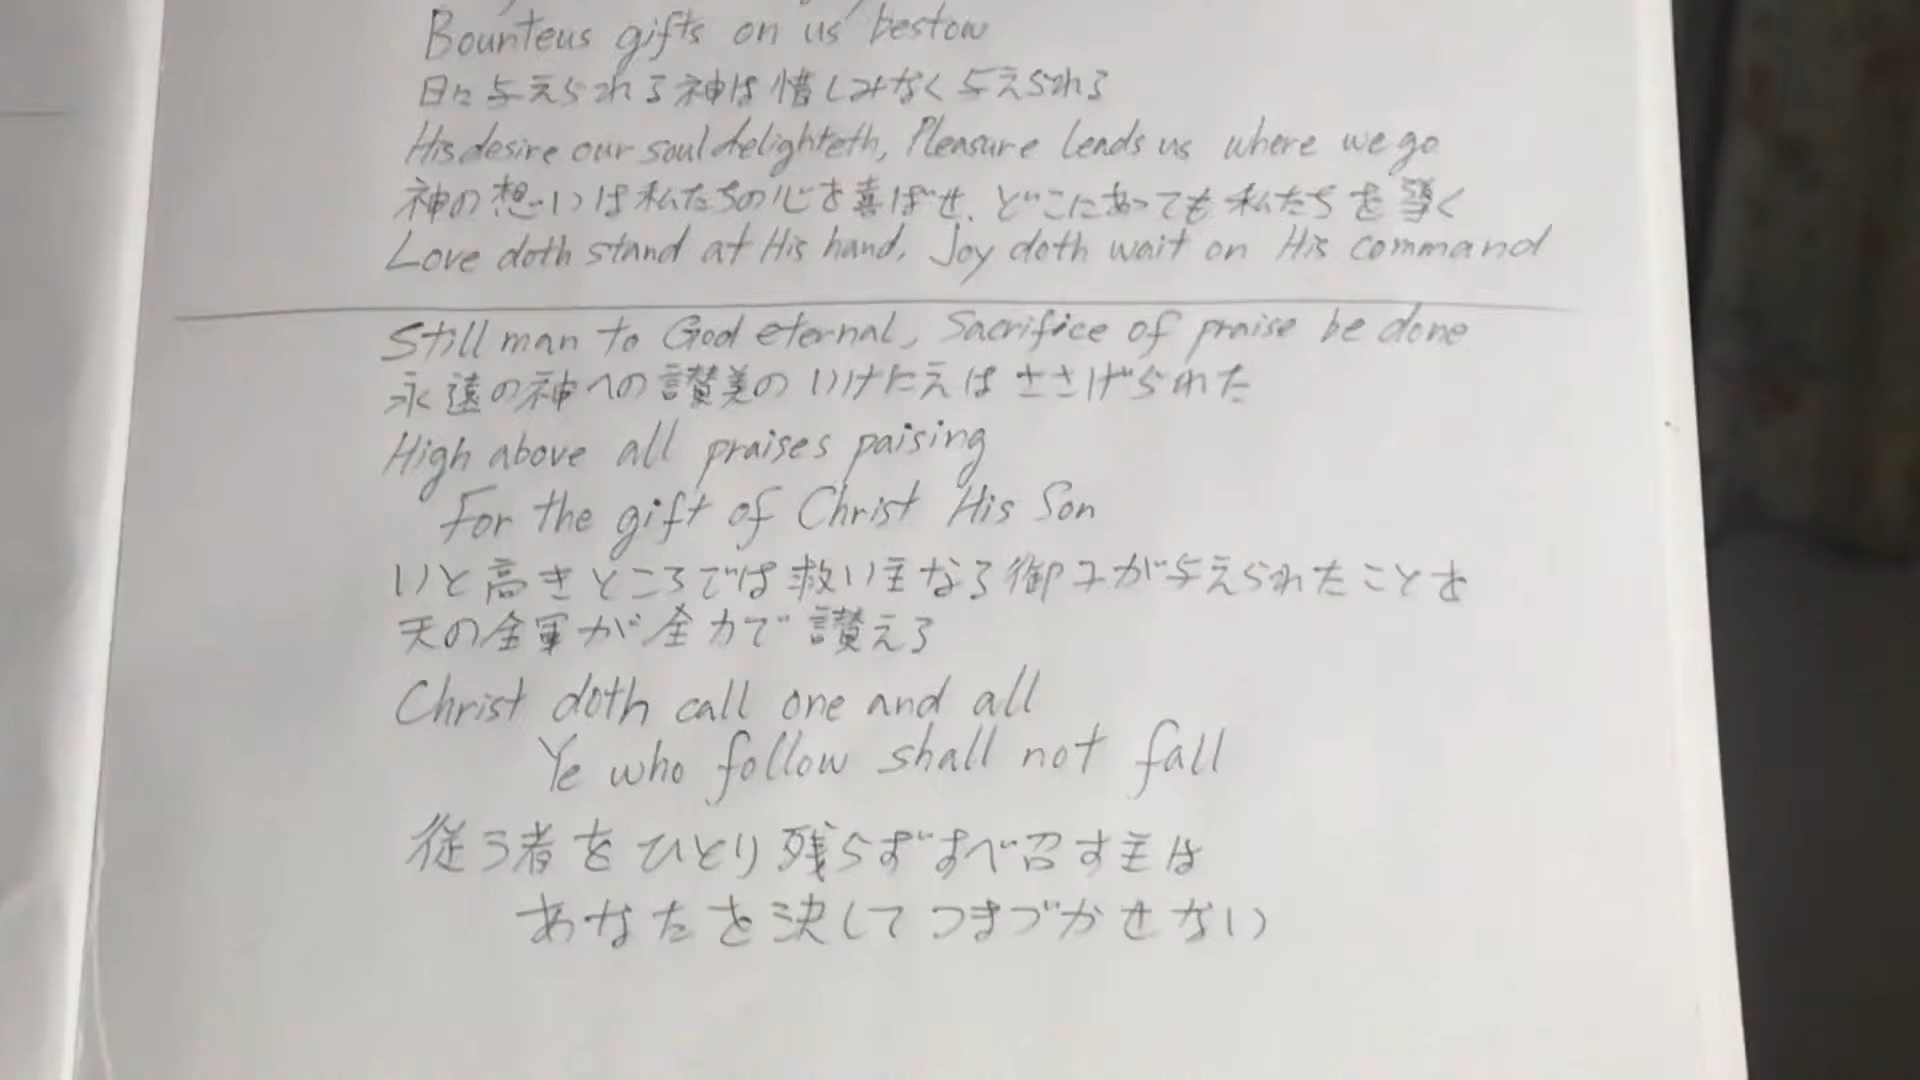 Bounteus gifts on us bestow
日々与えられる神は惜しみなく与えられる
His desire our soul delighteth, Pleasure leads us where we go
神の想いは私たちの心を喜ばせ、どこにあっても私たちを導く
Love doth stand at His hand, Joy doth wait on His command
Still man to God eternal, Sacrifice of praise be done
永遠の神への讃美のいけにえはささげられた
High above all praises paising
For the gift of Christ His Son
いと高きところでは救い主なる御子が与えられたことを
天の全軍が全力で讃える
Christ doth call one and all
Ye who follow shall not fall
従う者をひとり残らずすべ召す主は
あなたを決してつまづかせない